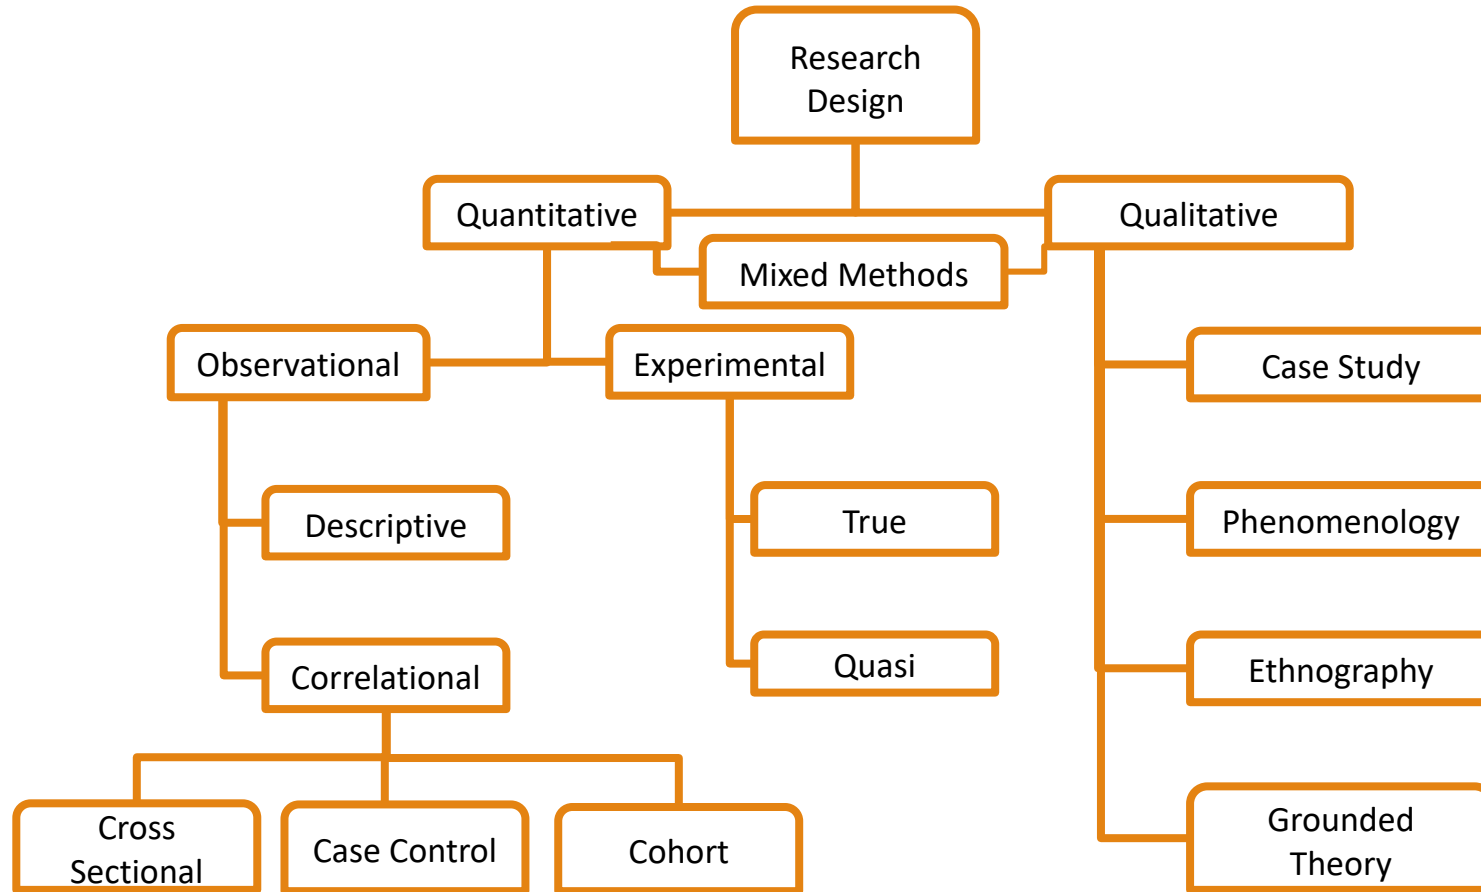 Research
Design
Quantitative
Qualitative
Mixed Methods
Observational
Experimental
Case Study
Descriptive
True
Phenomenology
Correlational
Quasi
Ethnography
Cross
Sectional
Case Control
Cohort
Grounded
Theory